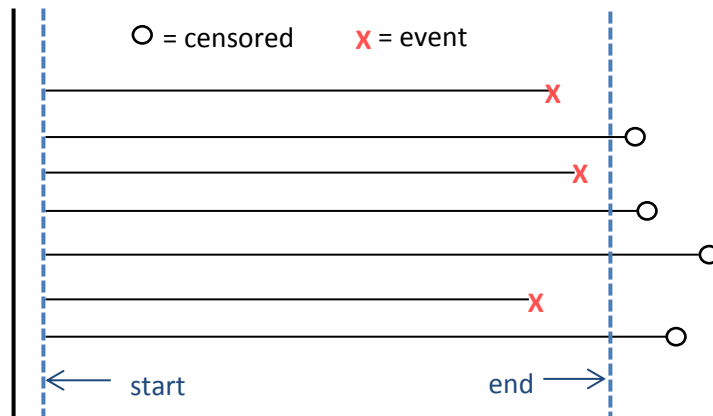 O = censored X = event
X
X
X
start end